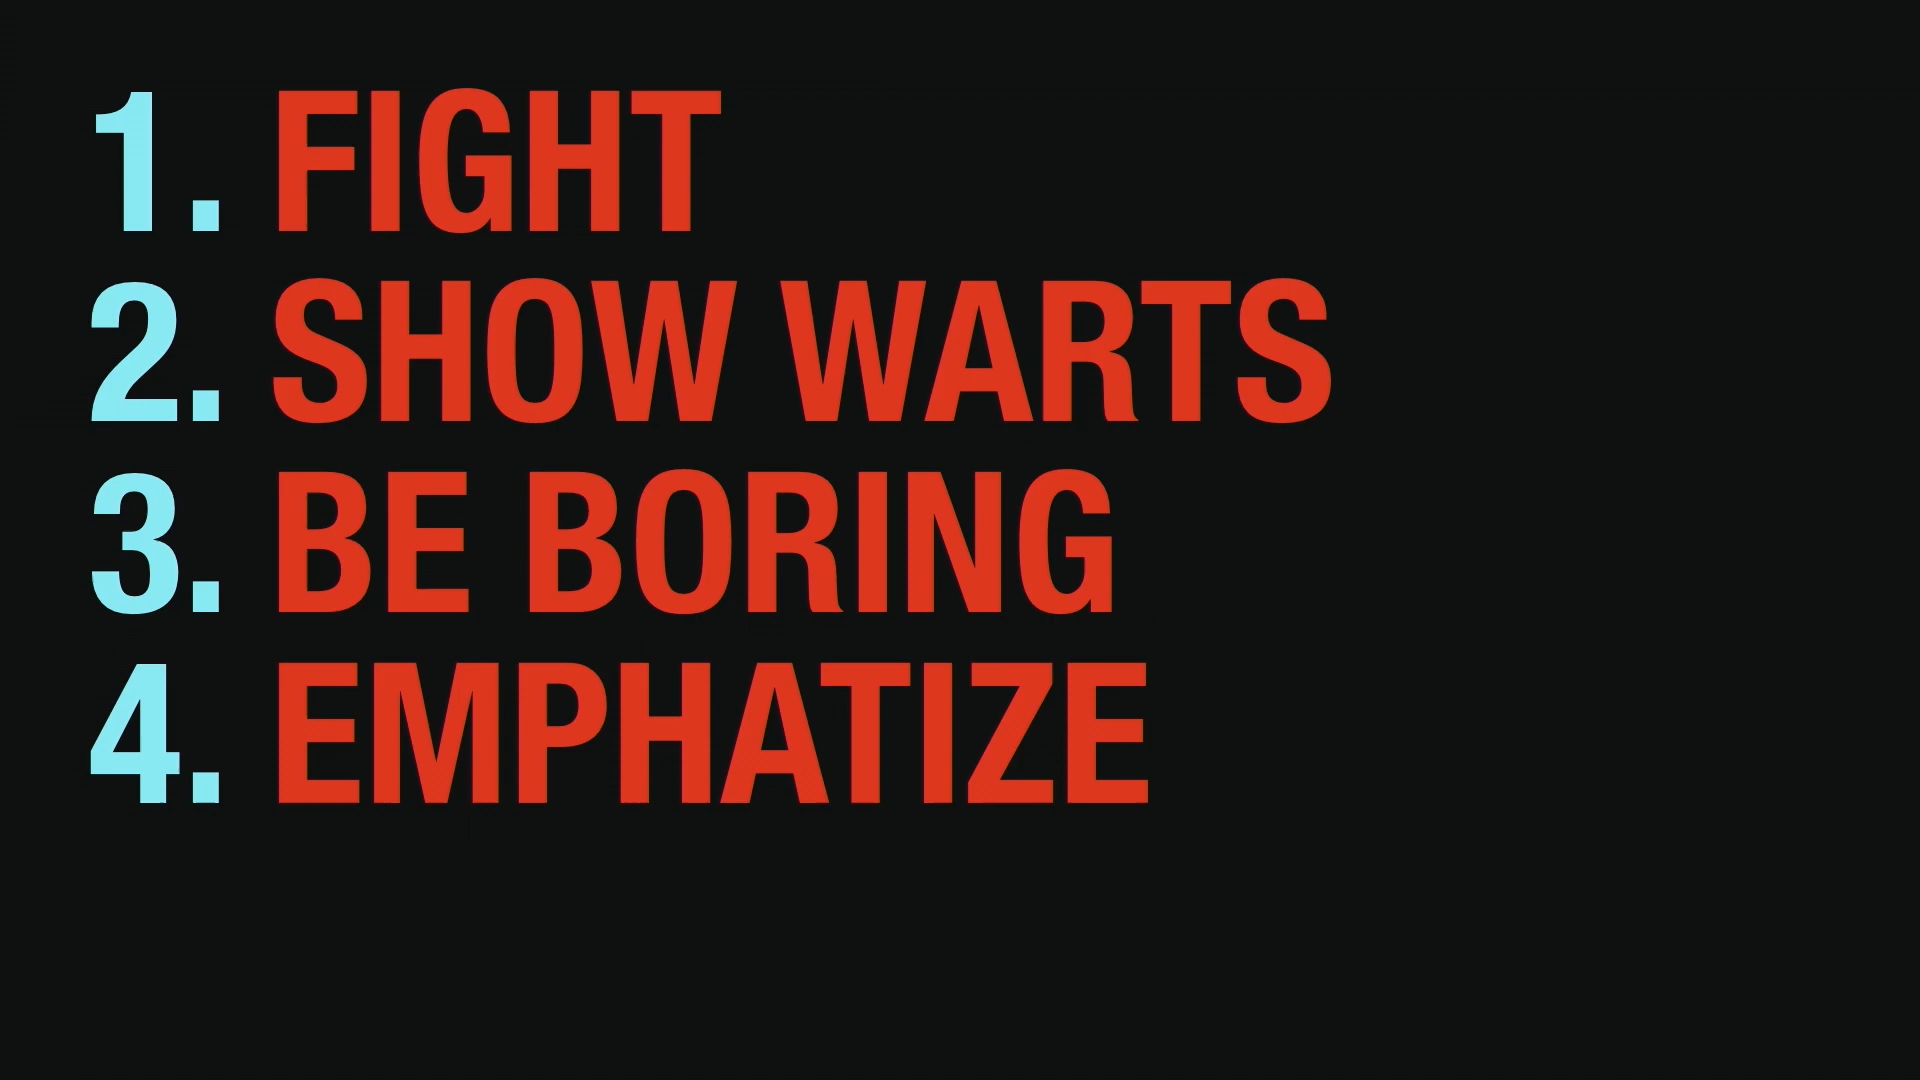 1. FIGHT
2. SHOW WARTS
3. BE BORING
4. EMPHATIZE